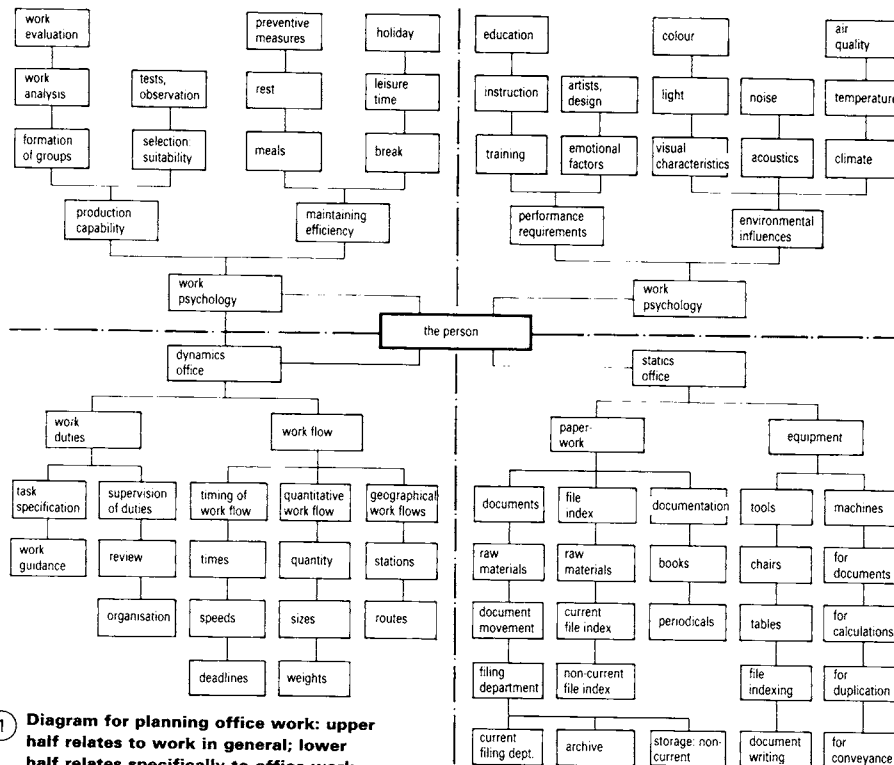 work
evaluation
work
analysis
formation
of groups
tests,
observation
selection:
suitability
production
capability
preventive
measures
rest
meals
holiday
leisure
time
break
maintaining
efficiency
work
psychology
education
instruction
training
artists,
design
emotional
factors
performance
requirements
colour
light
visual
characteristics
noise
acoustics
air
quality
temperature
climate
environmental
influences
work
psychology
the person
dynamics
office
work
duties
work flow
task
specification
work
guidance
supervision
of duties
review
organisation
timing of
work flow
times
speeds
deadlines
quantitative
work flow
quantity
sizes
weights
geographical
work flows
stations
routes
statics
office
paper-
work
equipment
documents
raw
materials
document
movement
filing
department
current
filing dept.
file
index
raw
materials
current
file index
non-current
file index
archive
documentation
books
periodicals
storage: non-
current
tools
chairs
tables
file
indexing
document
writing
machines
for
documents
for
calculations
for
duplication
for
conveyance
1 Diagram for planning office work: upper
half relates to work in general; lower
half relates specifically to office work